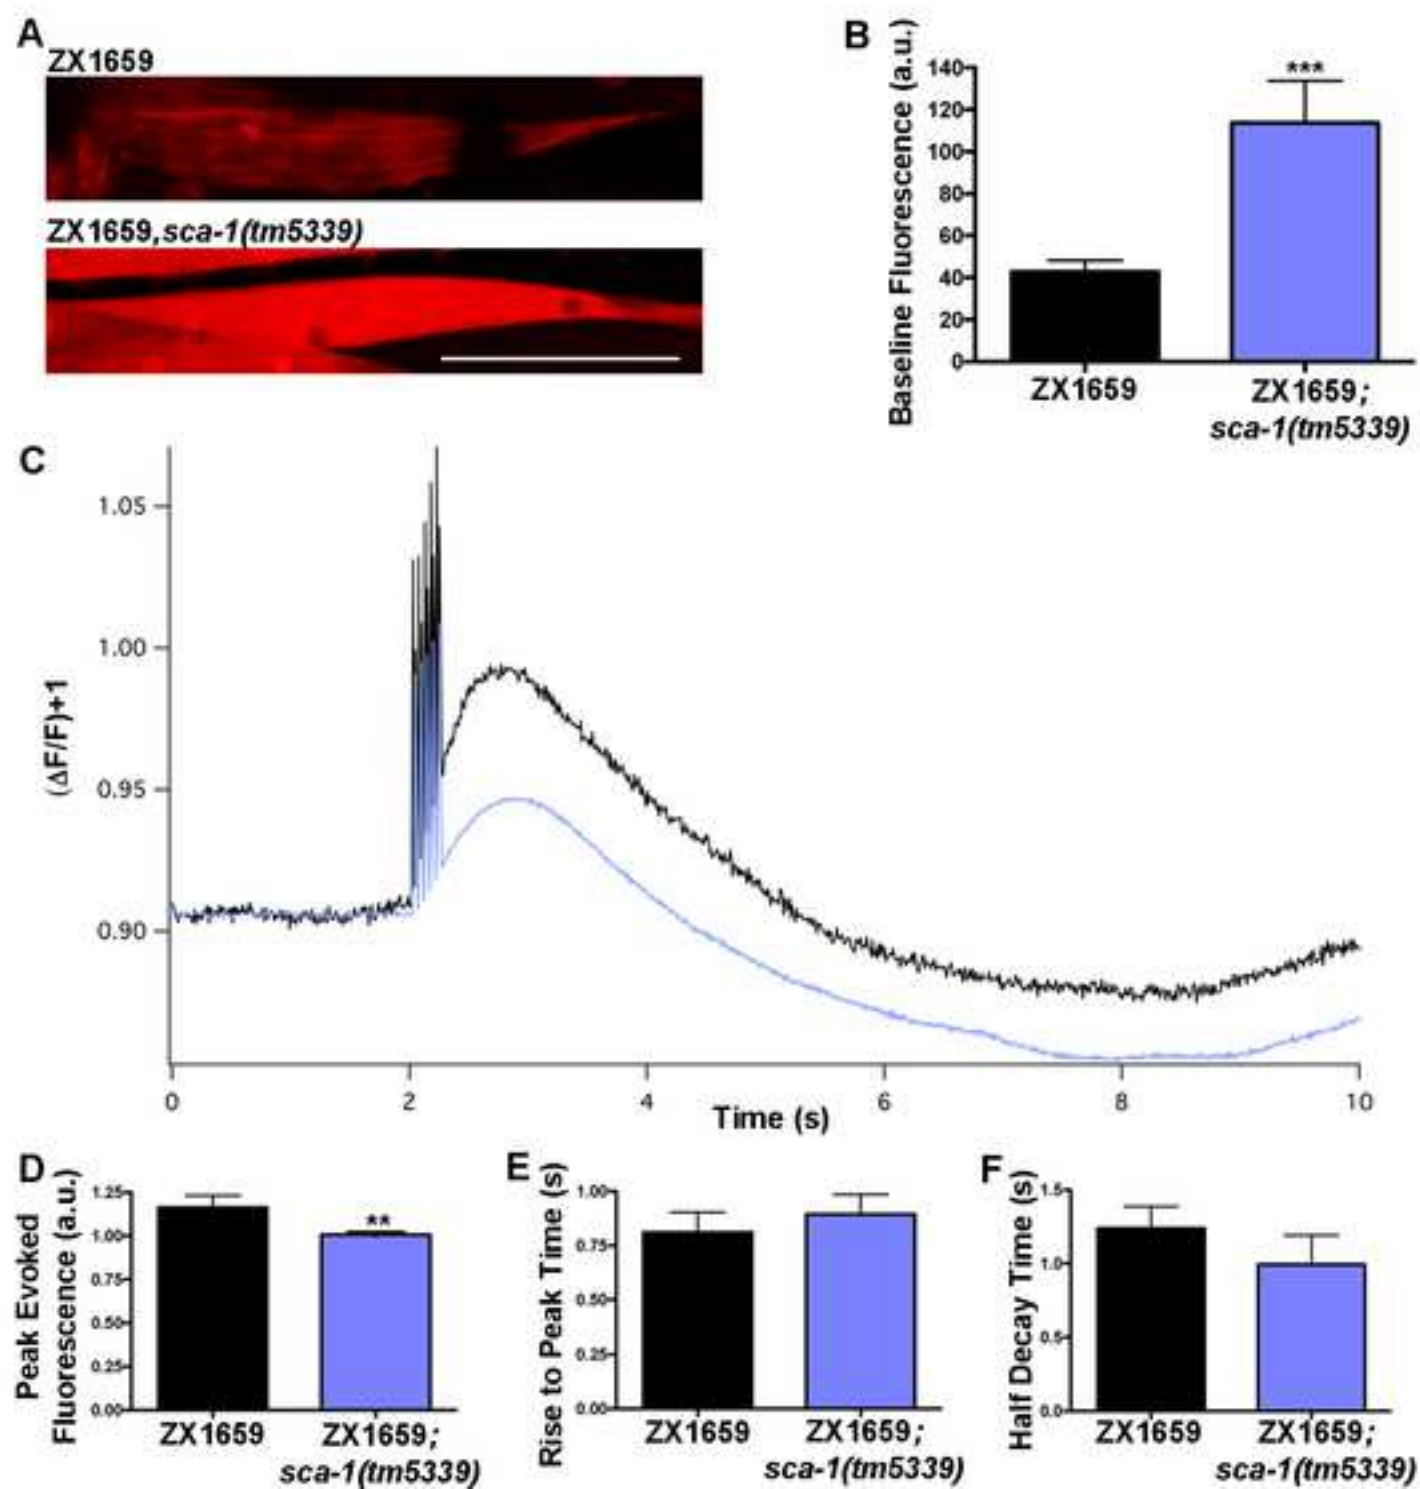 A
ZX1659
ZX1659,sca-1(tm5339)
B
Baseline Fluorescence (a.u.)
140
120
100
80
60
40
20
0
***
ZX1659
ZX1659;
sca-1(tm5339)
C
(ΔF/F)+1
1.05
1.00
0.95
0.90
0
2
4
6
8
10
Time (s)
D
Peak Evoked
Fluorescence (a.u.)
1.25
1.00
0.75
0.50
0.25
0.00
**
ZX1659
ZX1659;
sca-1(tm5339)
E
Rise to Peak Time (s)
1.00
0.75
0.50
0.25
0.00
ZX1659
ZX1659;
sca-1(tm5339)
F
Half Decay Time (s)
1.5
1.0
0.5
0.0
ZX1659
ZX1659;
sca-1(tm5339)